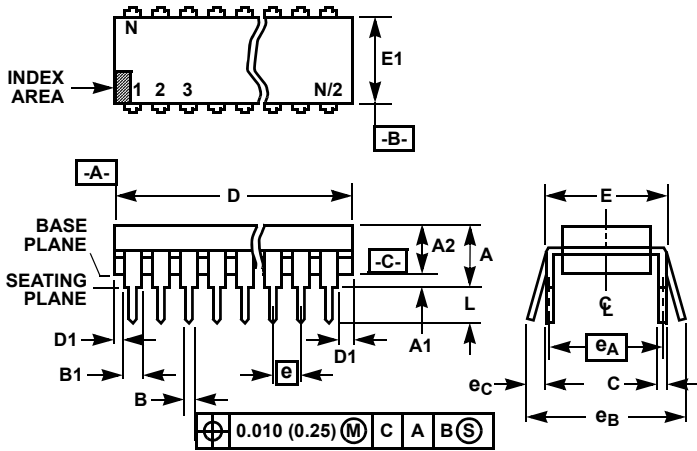 N
E1
INDEX
AREA
1 2 3 N/2
-B-
-A-
D
E
BASE
PLANE
A2
A
-C-
SEATING
PLANE
L
C L
D1
A1
D1
eA
B1
e
eC
C
B
eB
0.010 (0.25) M C A B S